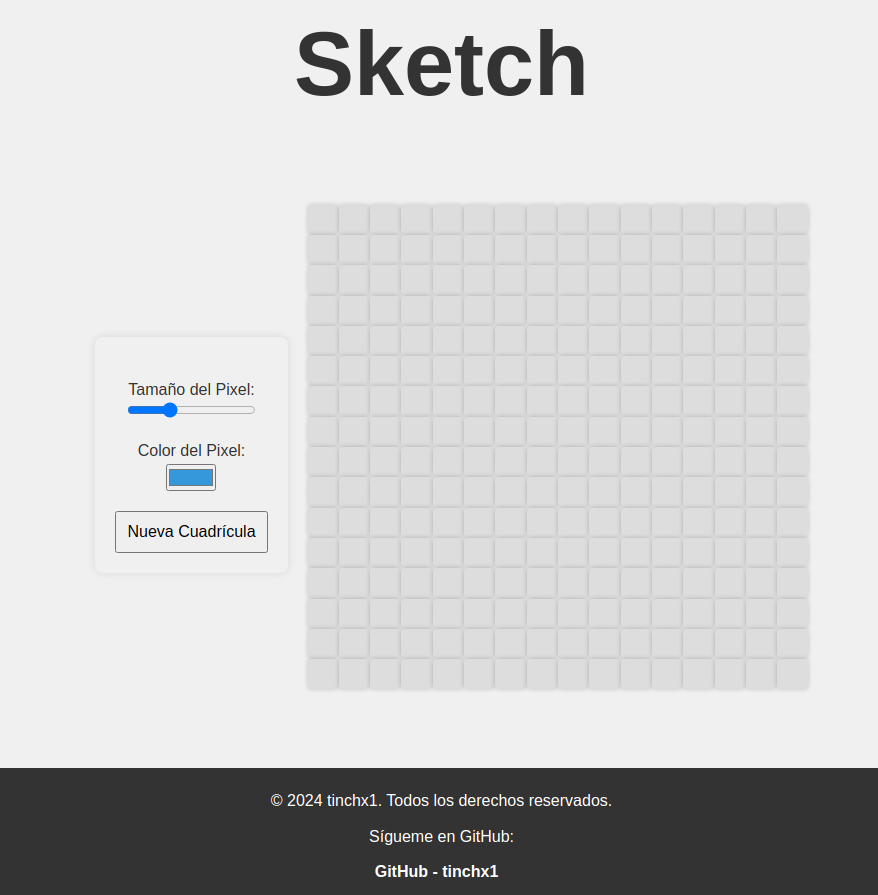 Sketch
Tamaño del Pixel:
Color del Pixel:
Nueva Cuadrícula
© 2024 tinchx1. Todos los derechos reservados.
Sígueme en GitHub:
GitHub - tinchx1